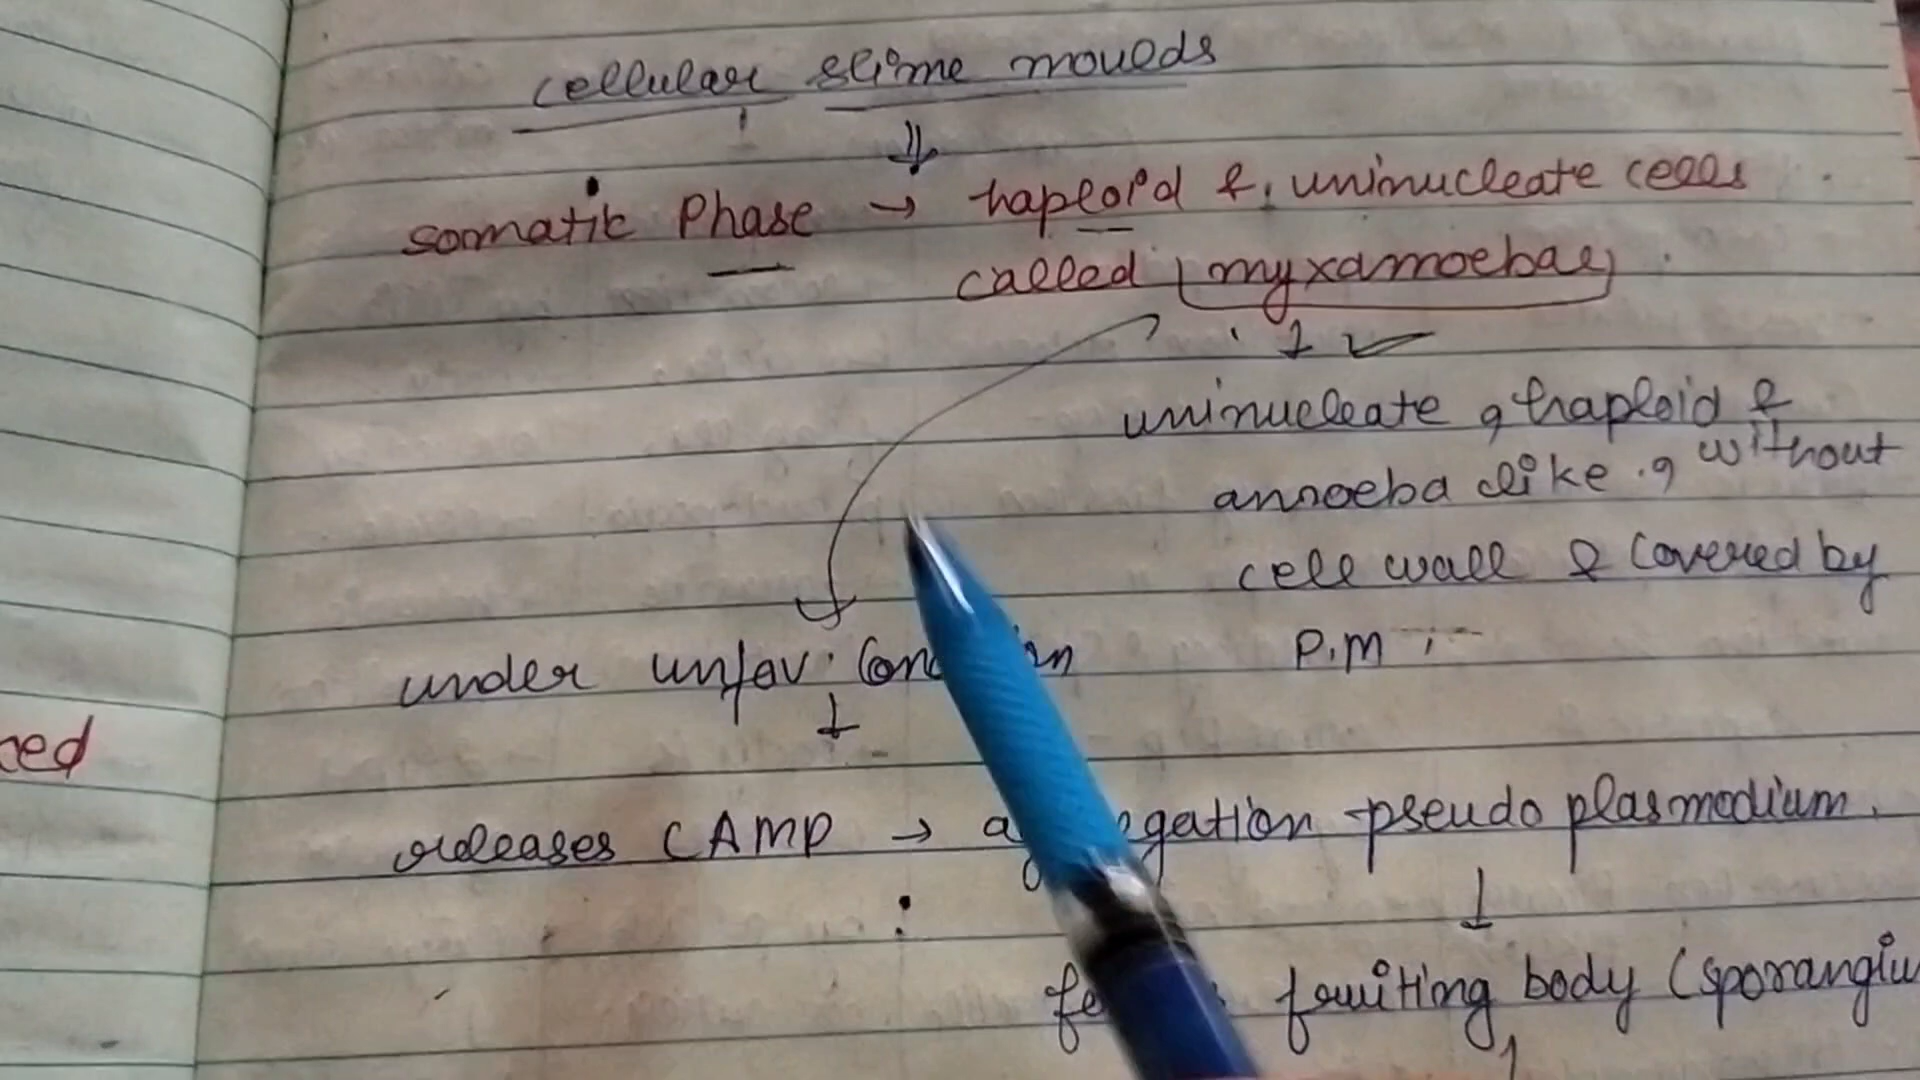 cellular slime moulds
somatic Phase → haploid & uninucleate cells
called myxamoebae
uninucleate, haploid &
amoeba like, without
cell wall & covered by
P.M.
under unfav.
releases CAMP → pseudo plasmodium.
fruiting body (sporangiu